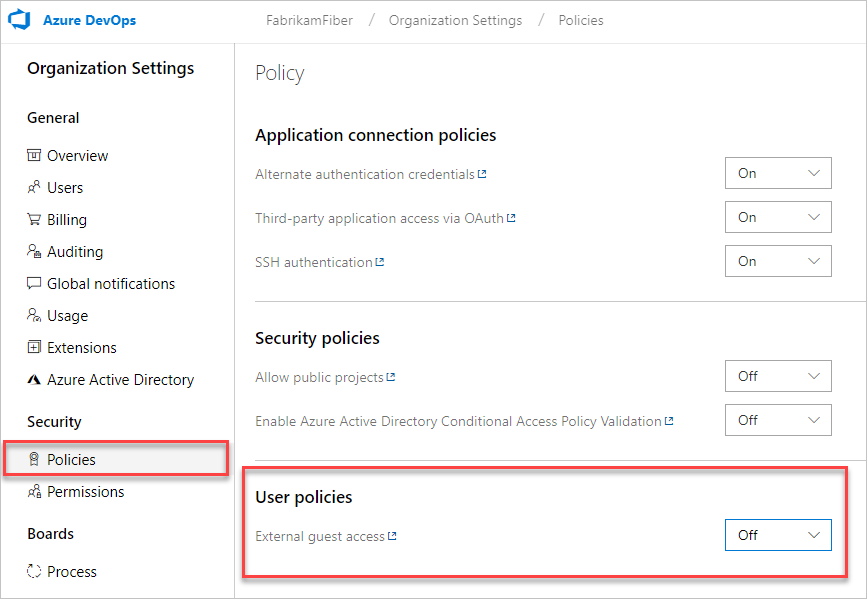 Azure DevOps
FabrikamFiber / Organization Settings / Policies
Organization Settings
General
Overview
Users
Billing
Auditing
Global notifications
Usage
Extensions
Azure Active Directory
Security
Policies
Permissions
Boards
Process
Policy
Application connection policies
Alternate authentication credentials On
Third-party application access via OAuth On
SSH authentication On
Security policies
Allow public projects Off
Enable Azure Active Directory Conditional Access Policy Validation Off
User policies
External guest access Off